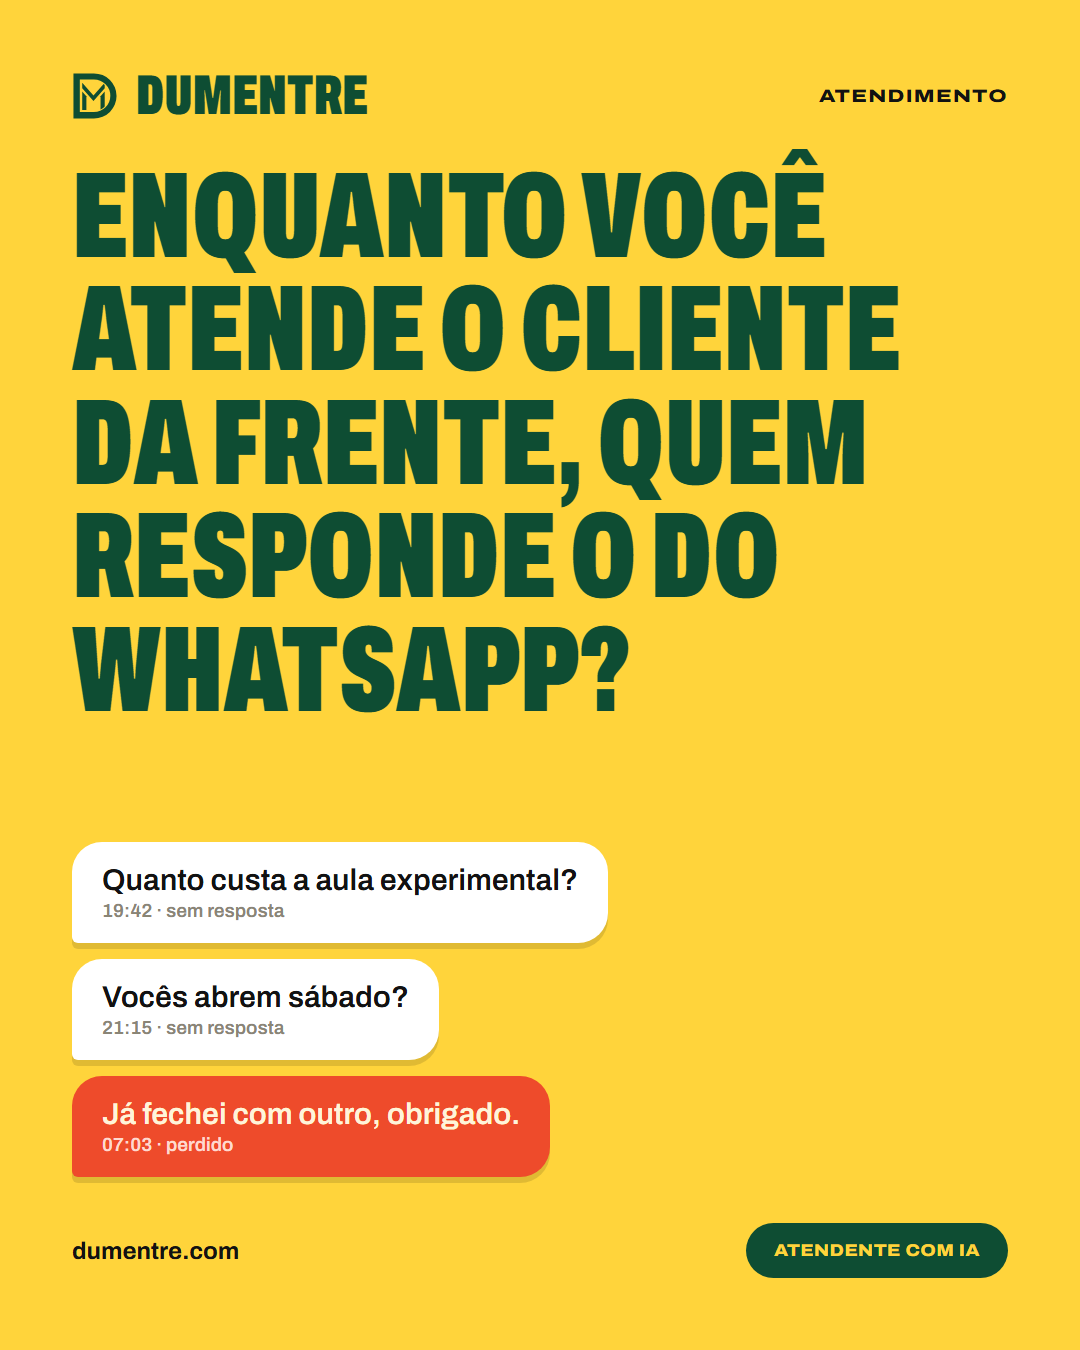 DUMENTRE
ATENDIMENTO
ENQUANTO VOCÊ
ATENDE O CLIENTE
DA FRENTE, QUEM
RESPONDE O DO
WHATSAPP?
Quanto custa a aula experimental?
19:42 · sem resposta
Vocês abrem sábado?
21:15 · sem resposta
Já fechei com outro, obrigado.
07:03 · perdido
dumentre.com
ATENDENTE COM IA